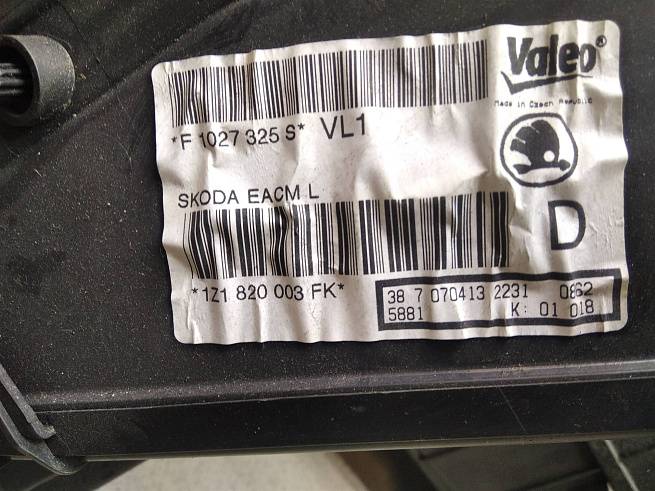 Valeo®
Made in Czech Republic
*F 1027 325 S* VL1
SKODA EACM L
D
*1Z1 820 003 FK*
38 7 070413 2231 0862
5881 K: 01 018